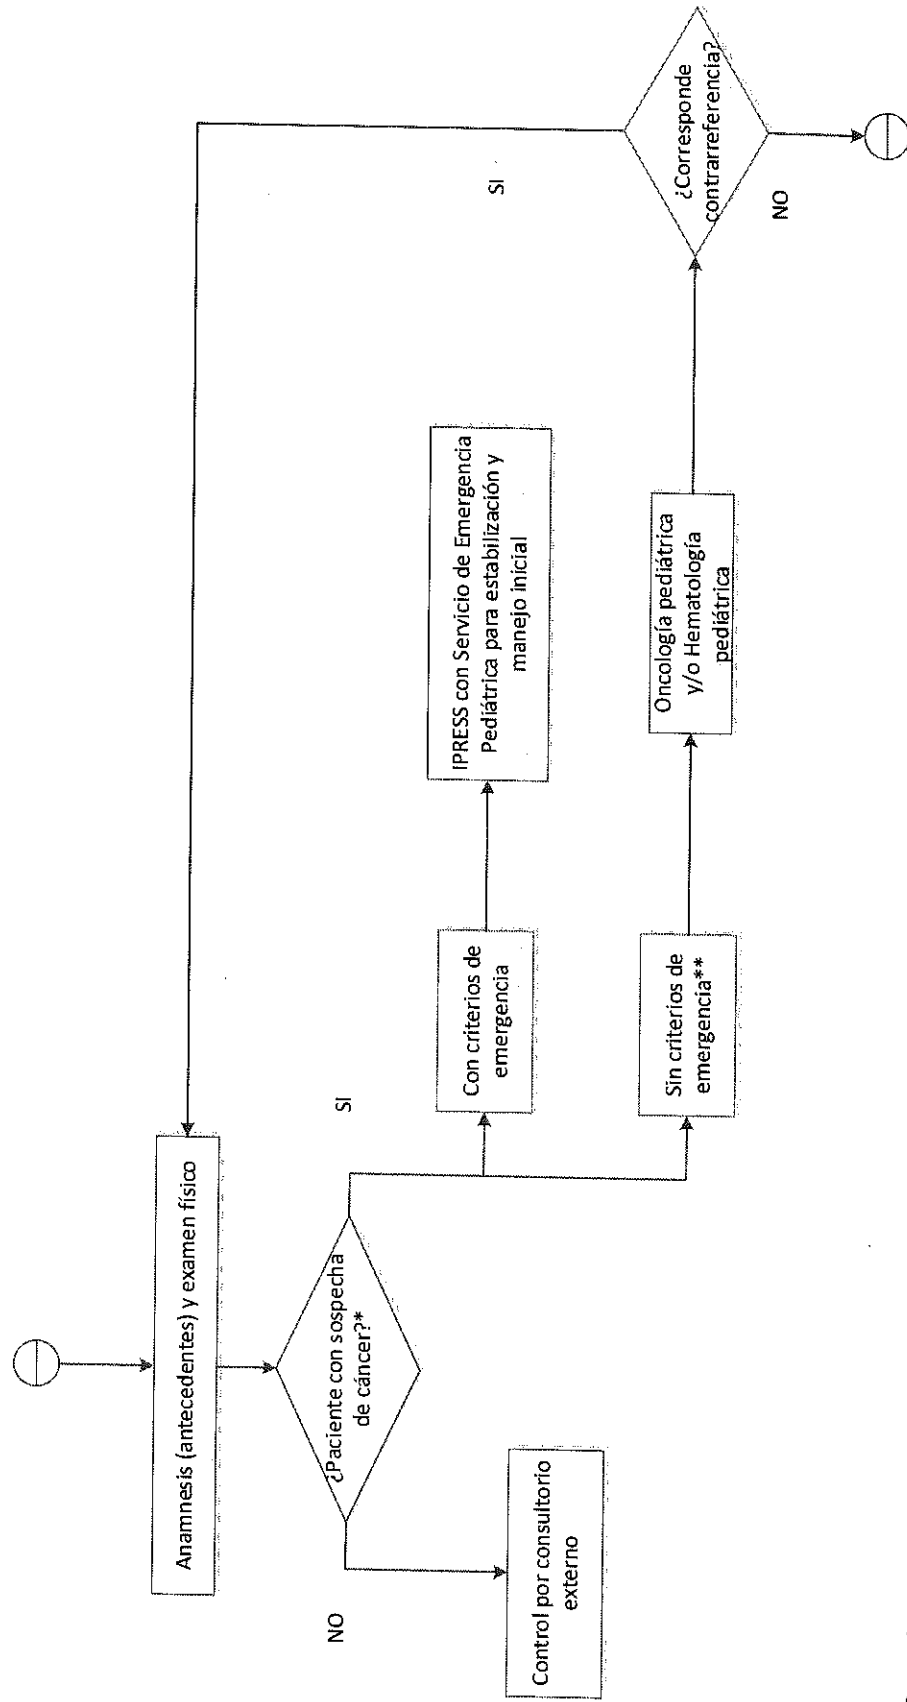 Anamnesis (antecedentes) y examen físico
¿Paciente con sospecha
de cáncer?*
NO
SI
Control por consultorio
externo
Con criterios de
emergencia
IPRESS con Servicio de Emergencia
Pediátrica para estabilización y
manejo inicial
Sin criterios de
emergencia**
Oncología pediátrica
y/o Hematología
pediátrica
¿Corresponde
contrarreferencia?
SI
NO